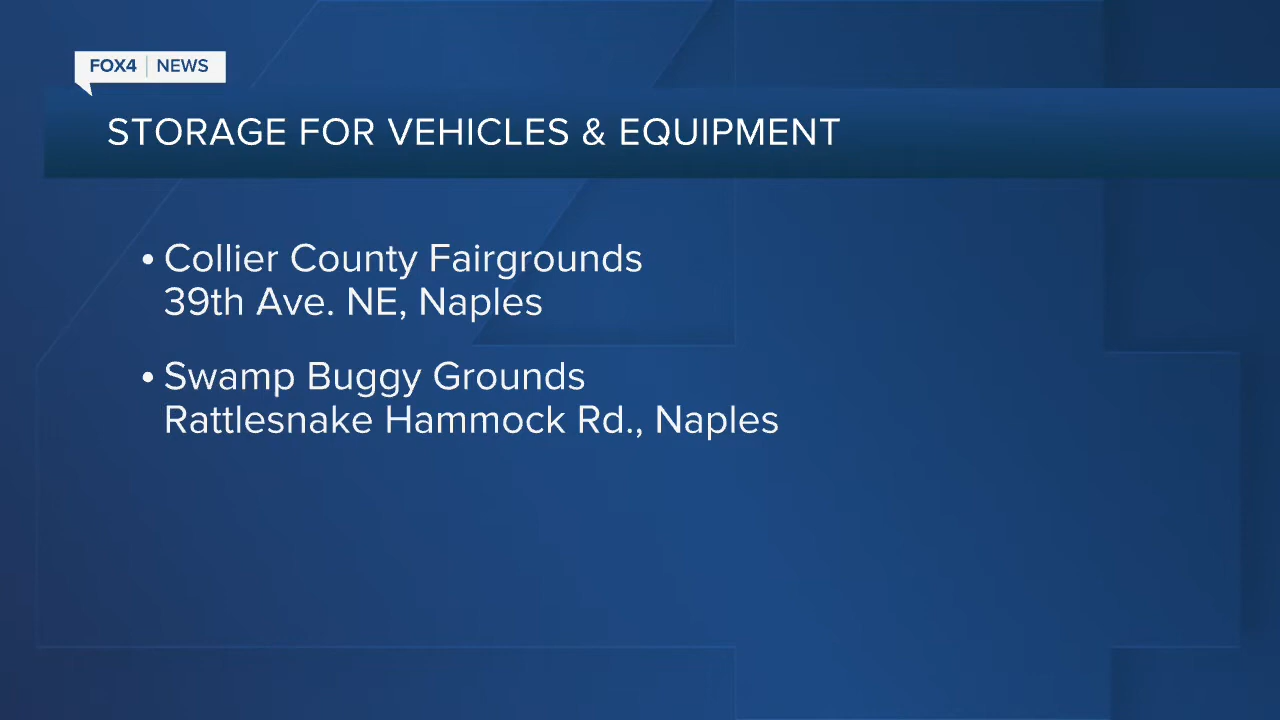 FOX4 | NEWS
STORAGE FOR VEHICLES & EQUIPMENT
• Collier County Fairgrounds
39th Ave. NE, Naples
• Swamp Buggy Grounds
Rattlesnake Hammock Rd., Naples